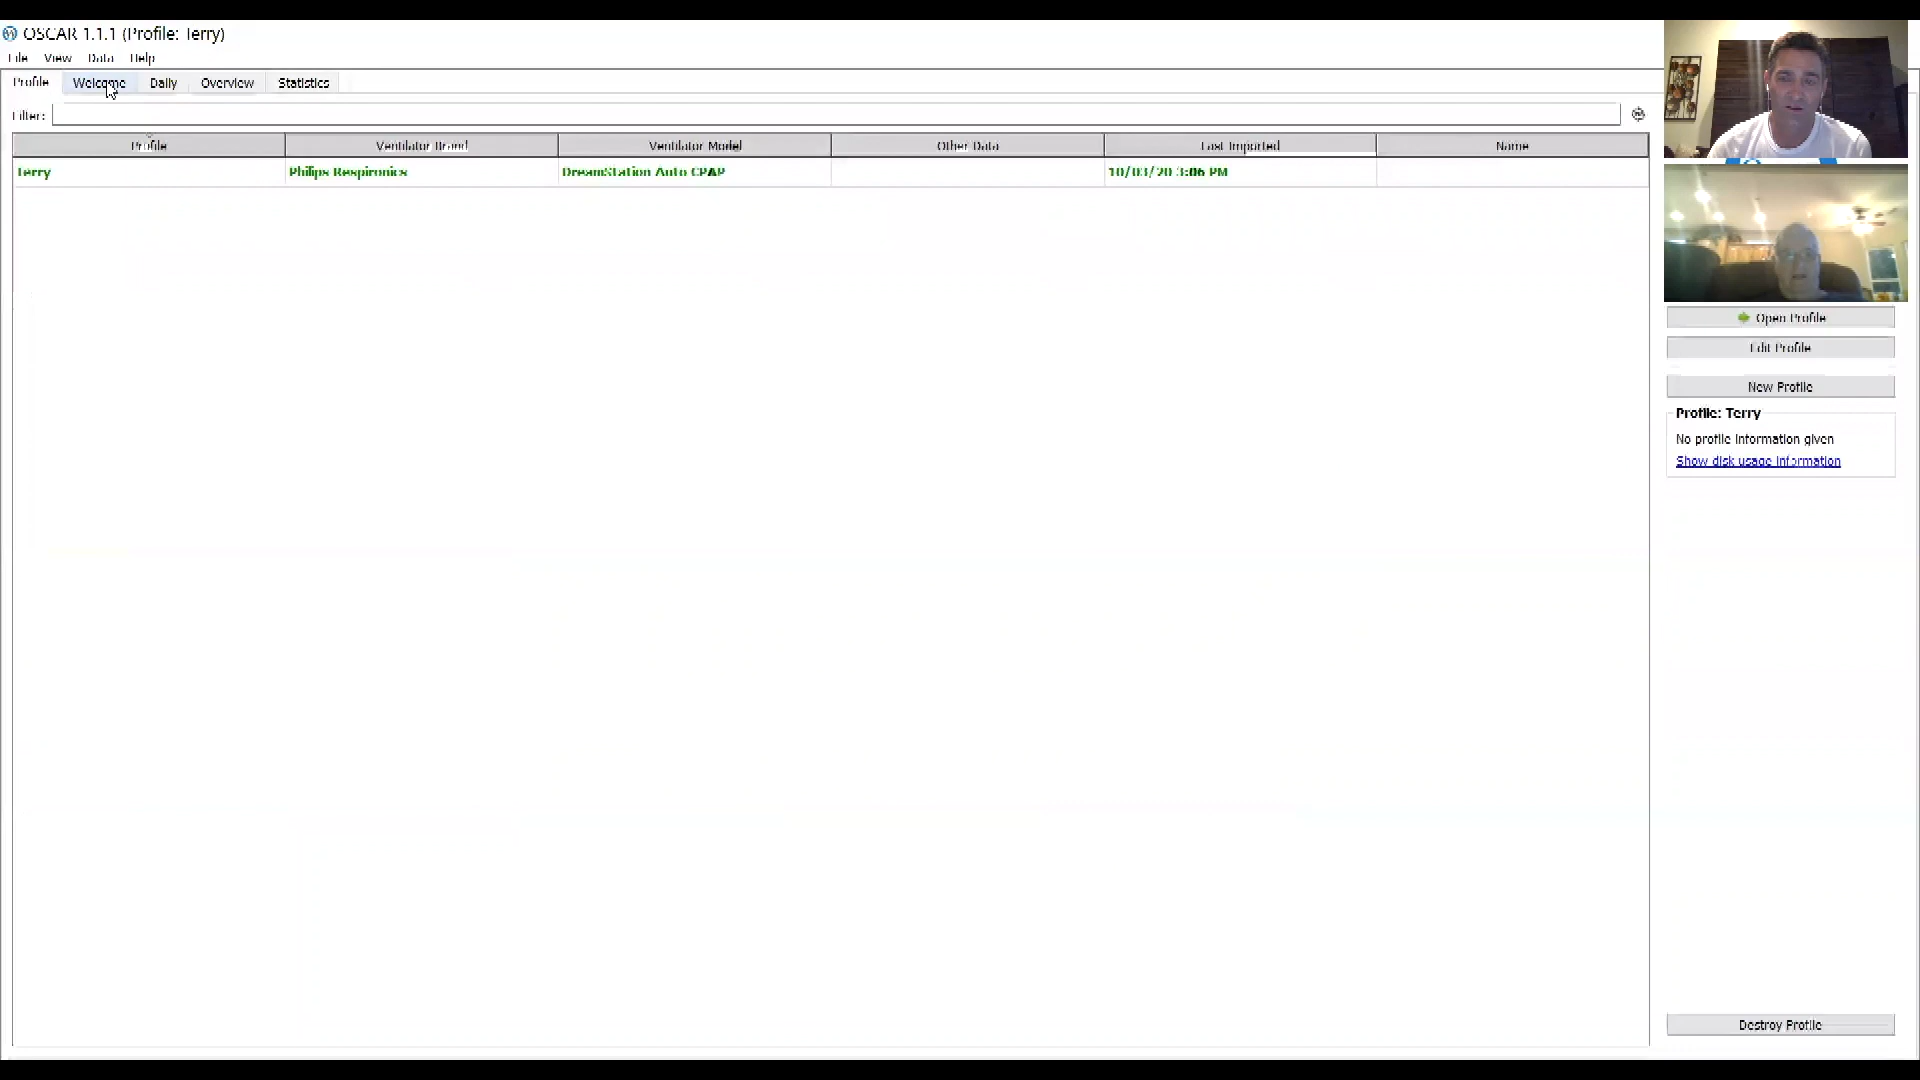 OSCAR 1.1.1 (Profile: Terry)
File View Data Help
Profile Welcome Daily Overview Statistics
Filter:
Profile Ventilator Brand Ventilator Model Other Data Last Imported Name
Terry Philips Respironics DreamStation Auto CPAP 10/03/20 3:06 PM
Open Profile
Edit Profile
New Profile
Profile: Terry
No profile information given
Show disk usage information
Destroy Profile